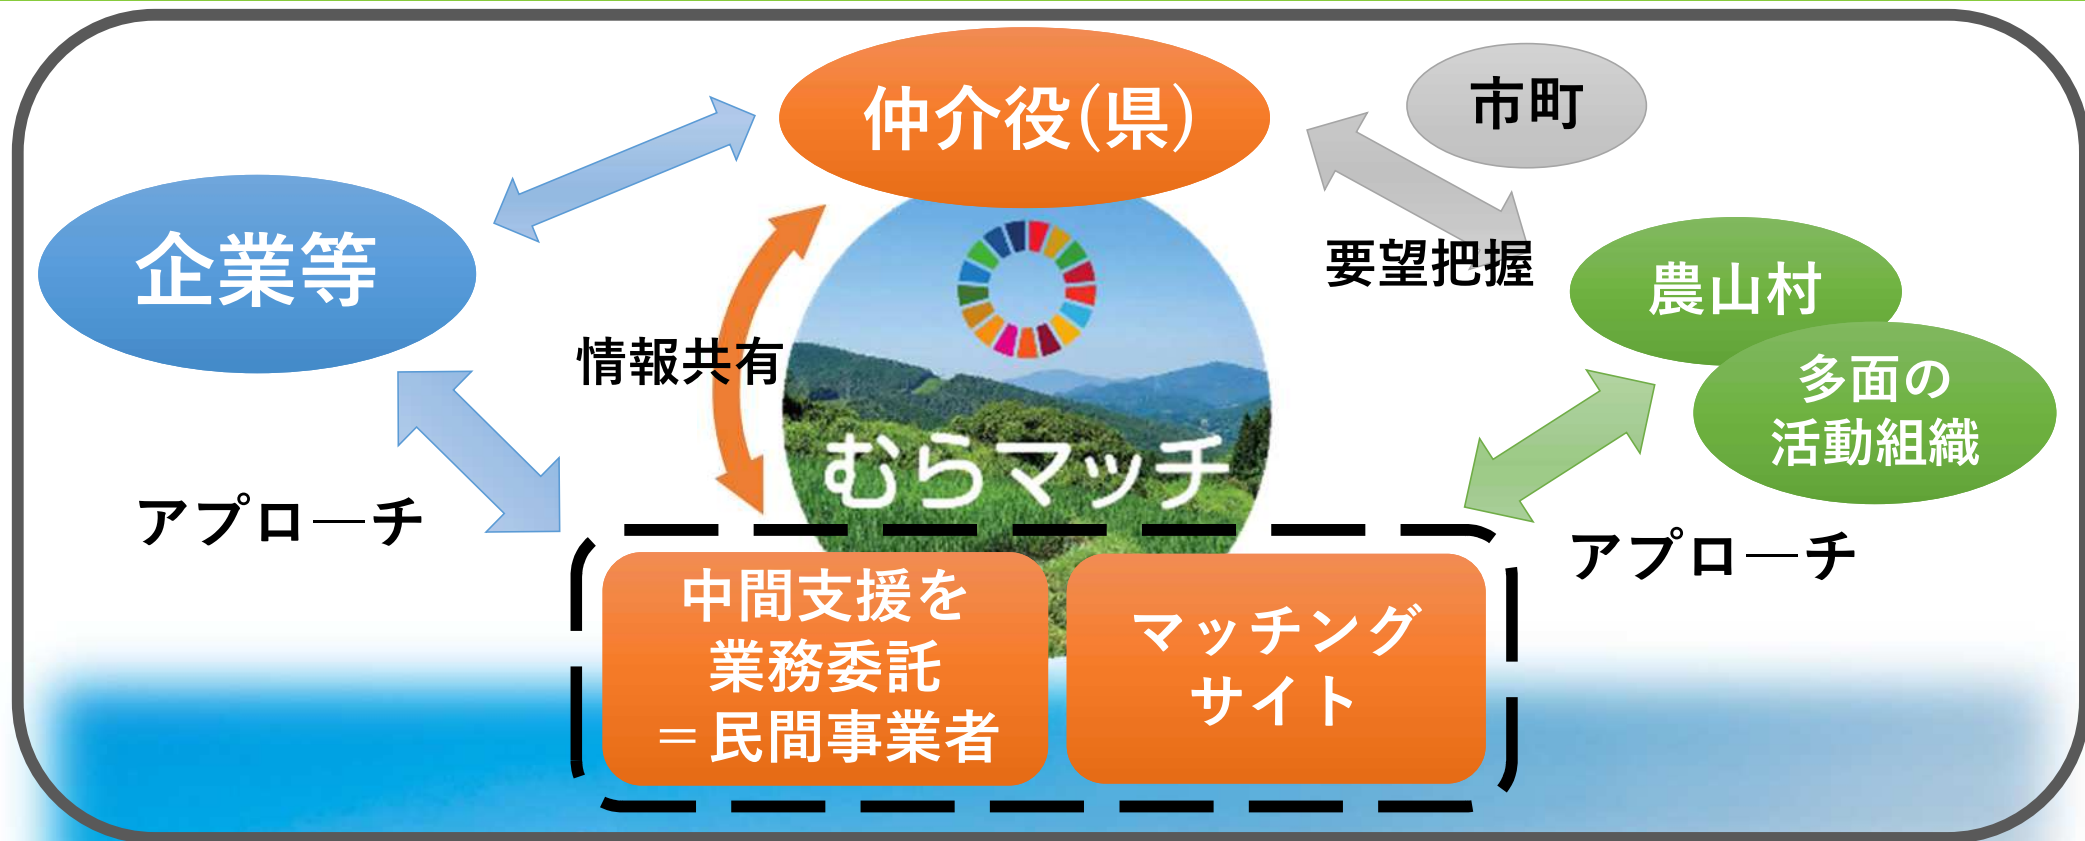 仲介役(県)
市町
企業等
要望把握
農山村
情報共有
多面の
活動組織
むらマッチ
アプローチ
アプローチ
中間支援を
業務委託
＝民間事業者
マッチング
サイト